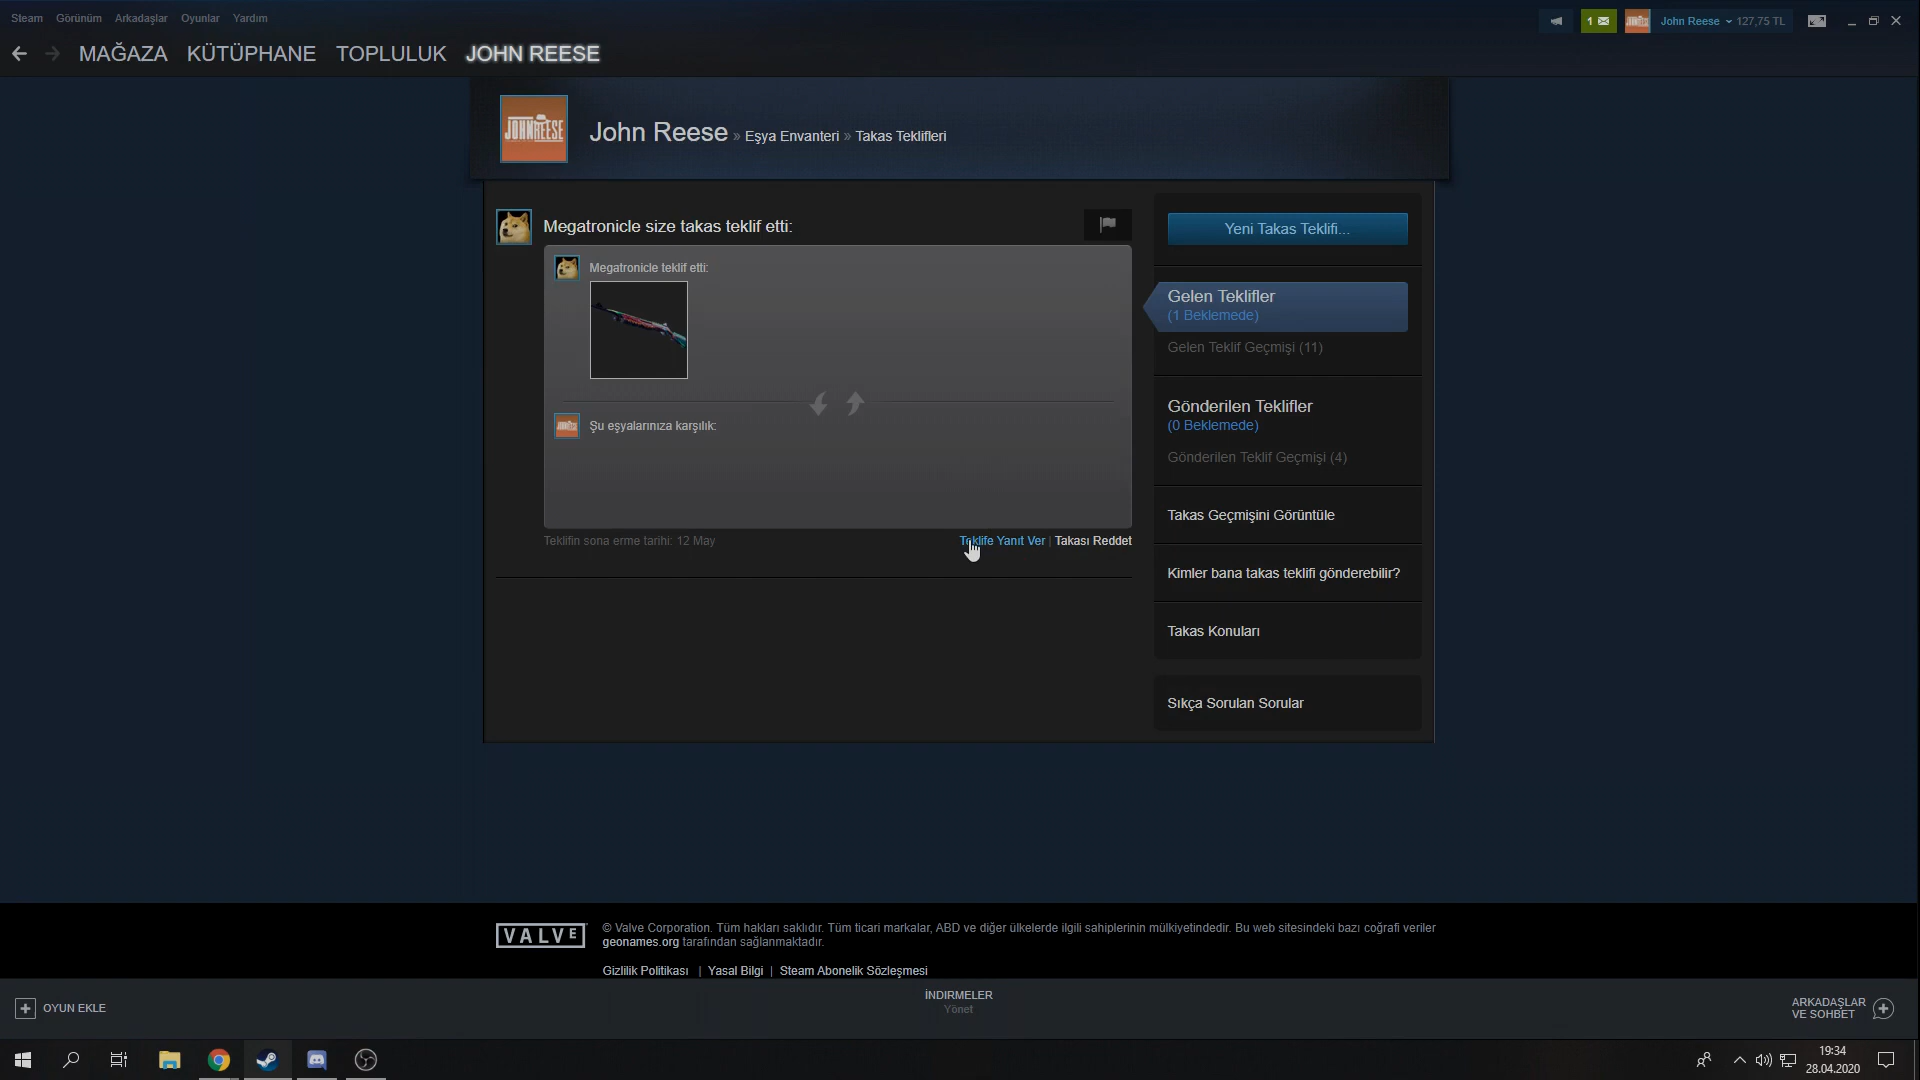 Steam Görünüm Arkadaşlar Oyunlar Yardım
1
John Reese 127,75 TL
MAĞAZA KÜTÜPHANE TOPLULUK JOHN REESE
JOHN REESE
John Reese » Eşya Envanteri » Takas Teklifleri
Megatronicle size takas teklif etti:
Megatronicle teklif etti:
Şu eşyalarınıza karşılık:
Teklifin sona erme tarihi: 12 May
Teklife Yanıt Ver | Takası Reddet
Yeni Takas Teklifi...
Gelen Teklifler
(1 Beklemede)
Gelen Teklif Geçmişi (11)
Gönderilen Teklifler
(0 Beklemede)
Gönderilen Teklif Geçmişi (4)
Takas Geçmişini Görüntüle
Kimler bana takas teklifi gönderebilir?
Takas Konuları
Sıkça Sorulan Sorular
VALVE
© Valve Corporation. Tüm hakları saklıdır. Tüm ticari markalar, ABD ve diğer ülkelerde ilgili sahiplerinin mülkiyetindedir. Bu web sitesindeki bazı coğrafi veriler
geonames.org tarafından sağlanmaktadır.
Gizlilik Politikası | Yasal Bilgi | Steam Abonelik Sözleşmesi
OYUN EKLE
İNDİRMELER
Yönet
ARKADAŞLAR
VE SOHBET
19:34
28.04.2020